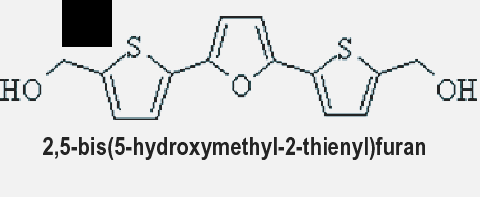 S S
HO O OH
2,5-bis(5-hydroxymethyl-2-thienyl)furan